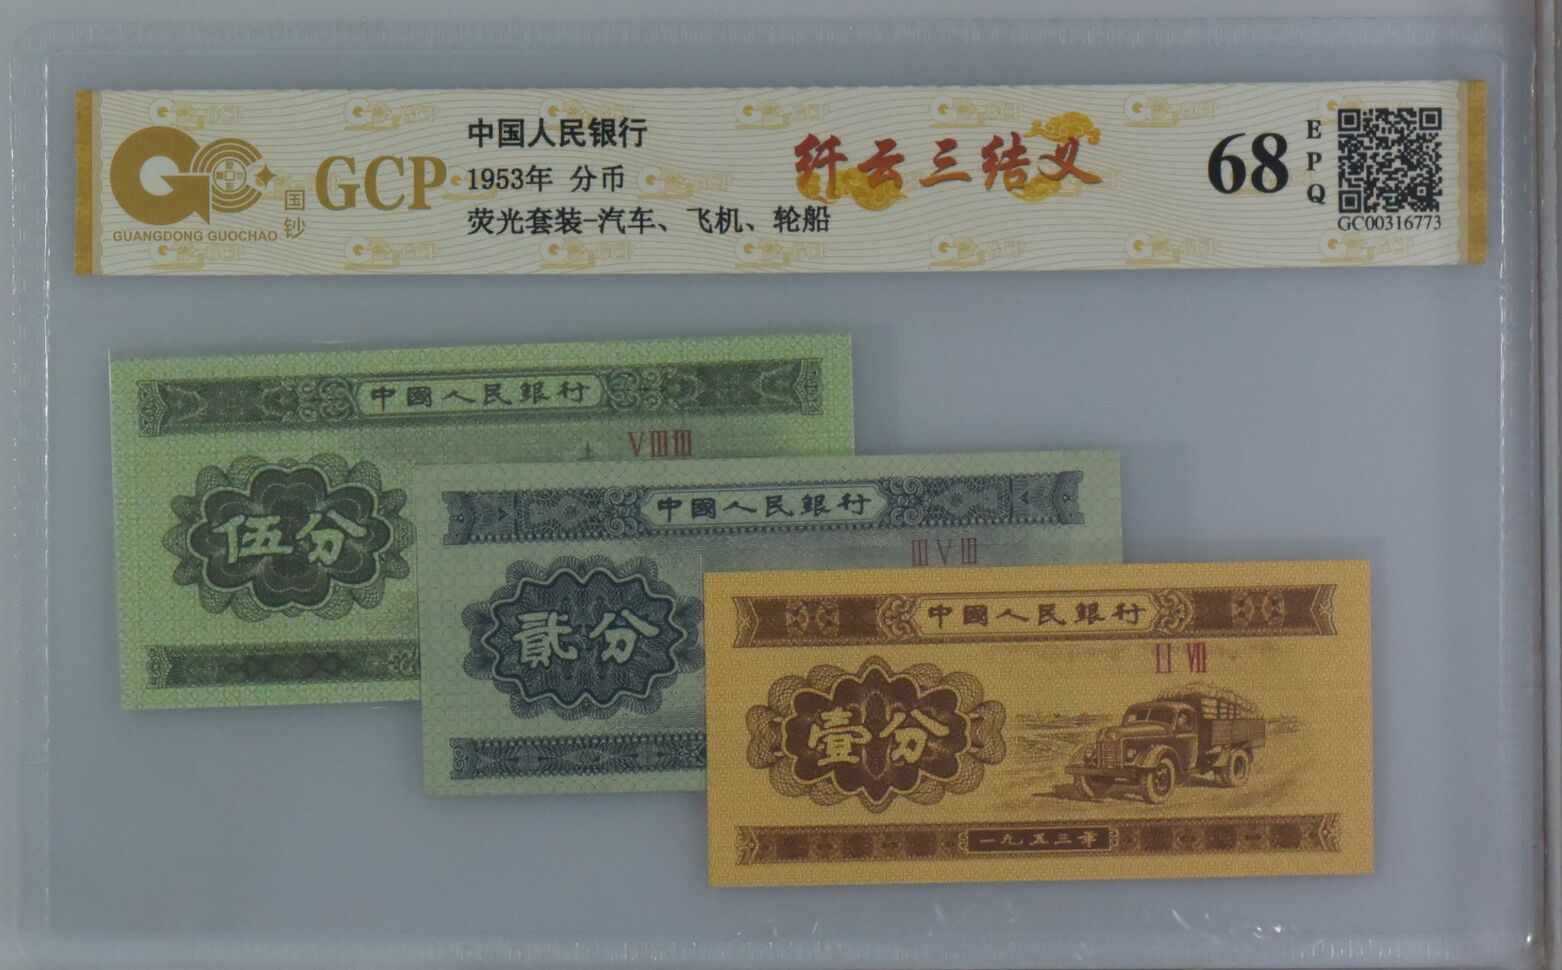 GCP
国钞
GUANGDONG GUOCHAO
中国人民银行
1953年 分币
荧光套装-汽车、飞机、轮船
纤云三结义
68
EPQ
GC00316773
中國人民銀行
ⅤⅢⅢ
伍分
中國人民銀行
ⅢⅤⅢ
貳分
中國人民銀行
ⅡⅦ
壹分
一九五三年